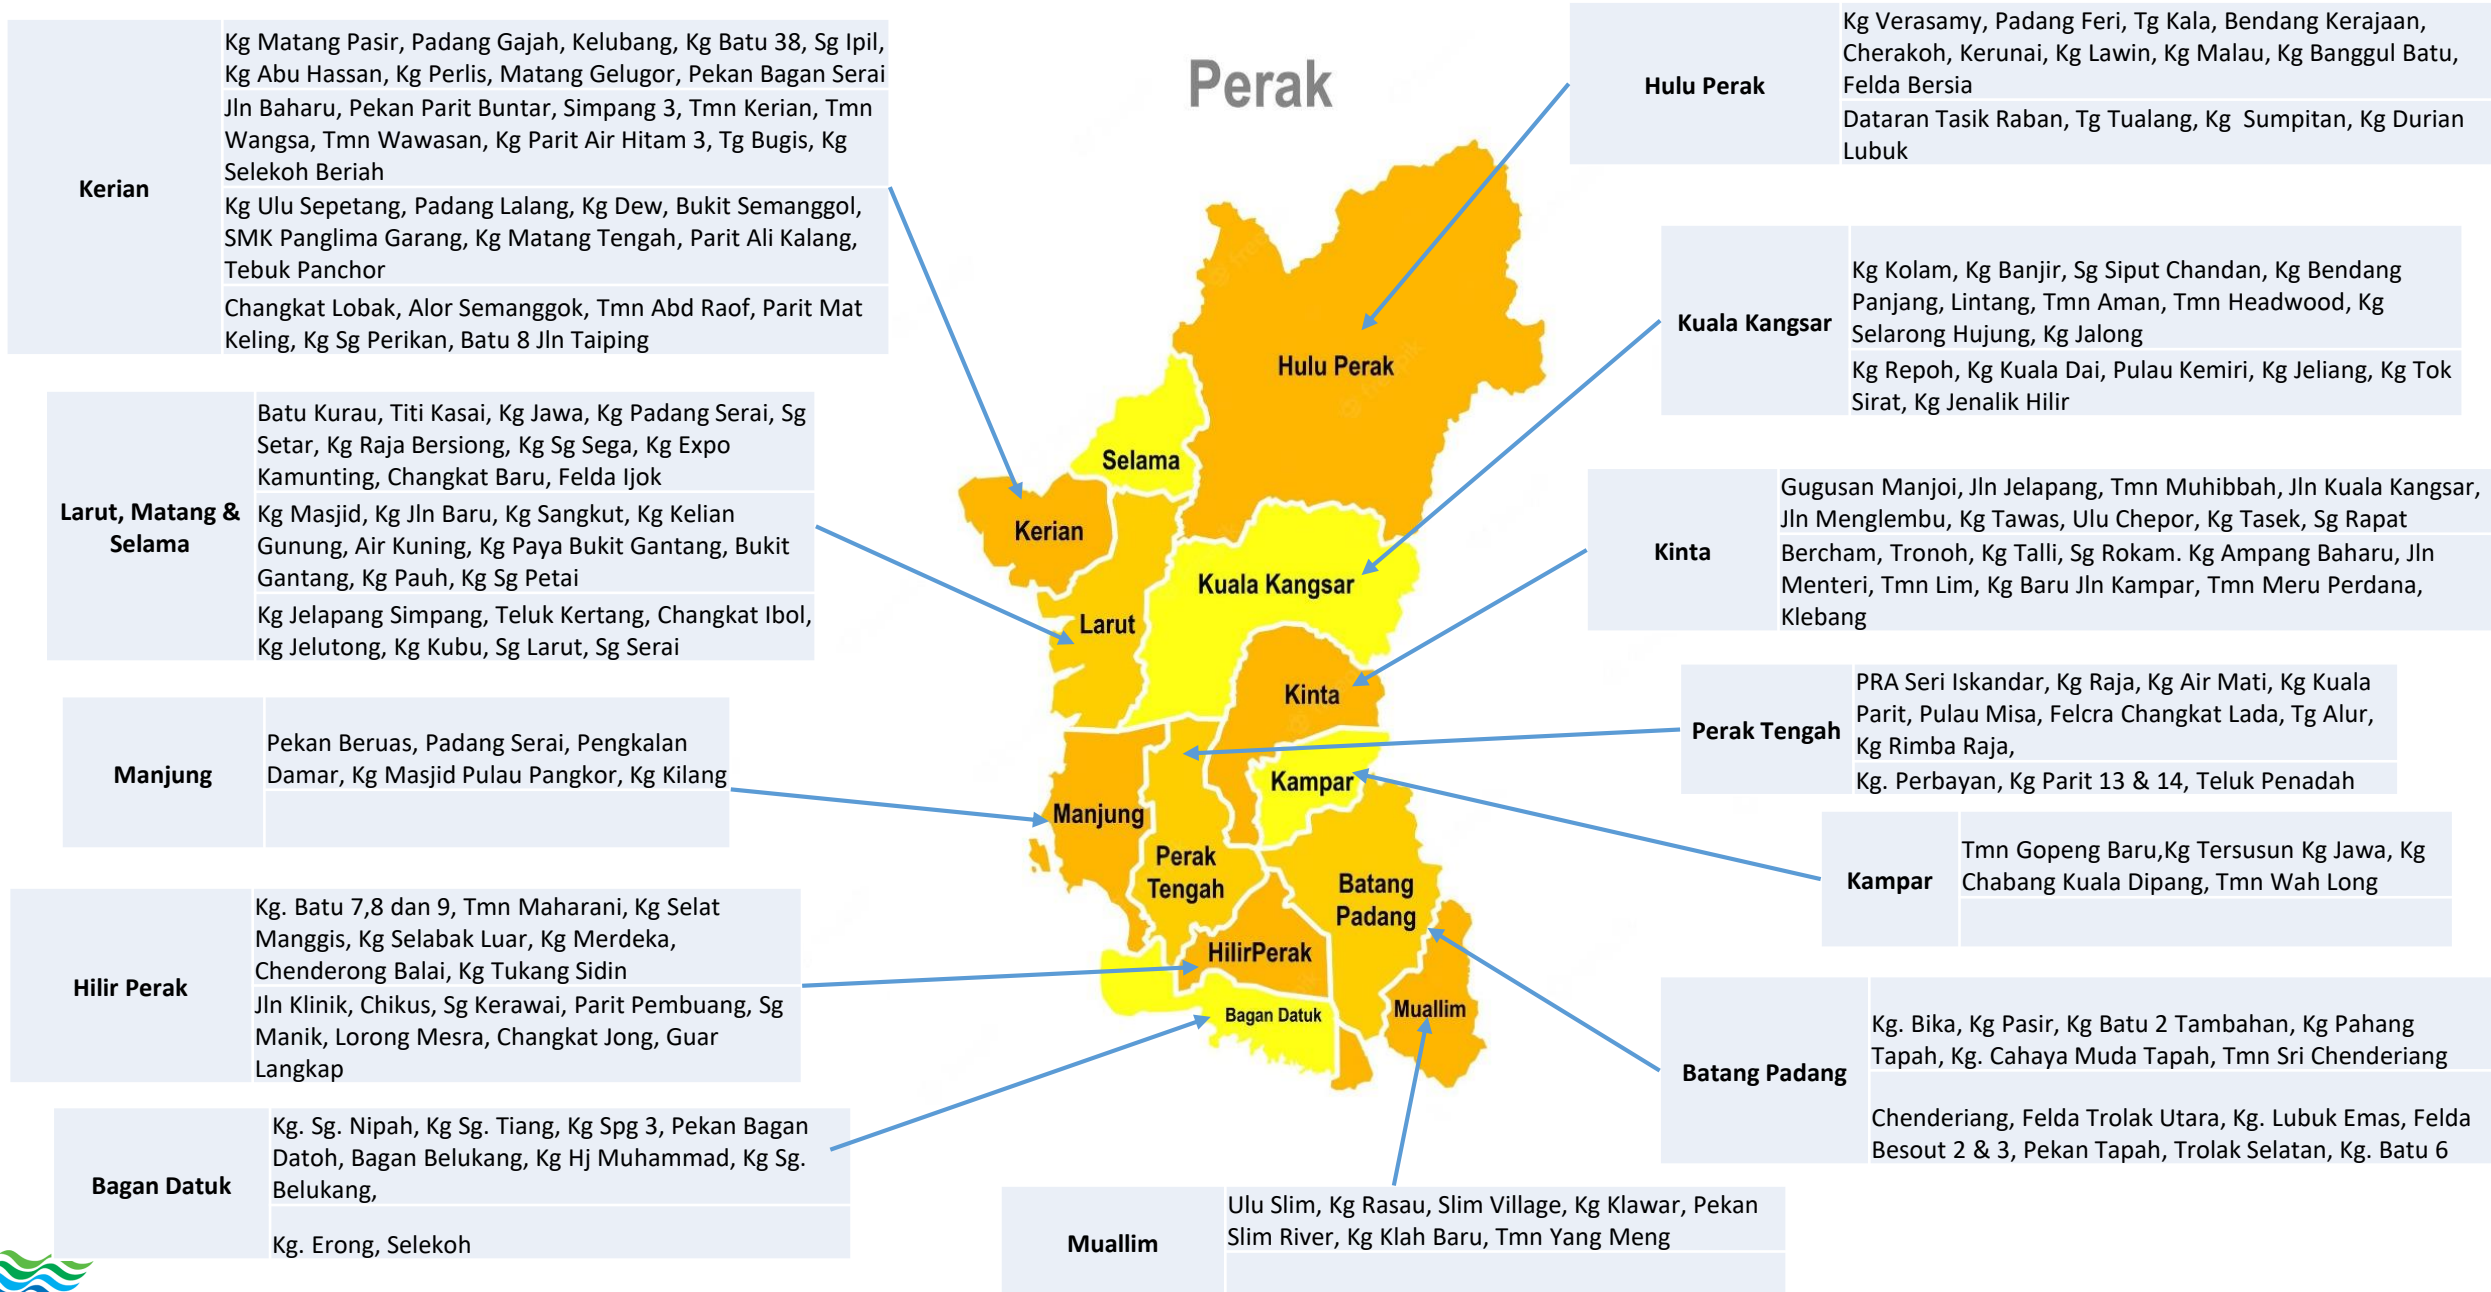 Perak
Kerian
Kg Matang Pasir, Padang Gajah, Kelubang, Kg Batu 38, Sg Ipil,
Kg Abu Hassan, Kg Perlis, Matang Gelugor, Pekan Bagan Serai
Jln Baharu, Pekan Parit Buntar, Simpang 3, Tmn Kerian, Tmn
Wangsa, Tmn Wawasan, Kg Parit Air Hitam 3, Tg Bugis, Kg
Selekoh Beriah
Kg Ulu Sepetang, Padang Lalang, Kg Dew, Bukit Semanggol,
SMK Panglima Garang, Kg Matang Tengah, Parit Ali Kalang,
Tebuk Panchor
Changkat Lobak, Alor Semanggok, Tmn Abd Raof, Parit Mat
Keling, Kg Sg Perikan, Batu 8 Jln Taiping
Larut, Matang &
Selama
Batu Kurau, Titi Kasai, Kg Jawa, Kg Padang Serai, Sg
Setar, Kg Raja Bersiong, Kg Sg Sega, Kg Expo
Kamunting, Changkat Baru, Felda Ijok
Kg Masjid, Kg Jln Baru, Kg Sangkut, Kg Kelian
Gunung, Air Kuning, Kg Paya Bukit Gantang, Bukit
Gantang, Kg Pauh, Kg Sg Petai
Kg Jelapang Simpang, Teluk Kertang, Changkat Ibol,
Kg Jelutong, Kg Kubu, Sg Larut, Sg Serai
Manjung
Pekan Beruas, Padang Serai, Pengkalan
Damar, Kg Masjid Pulau Pangkor, Kg Kilang
Hilir Perak
Kg. Batu 7,8 dan 9, Tmn Maharani, Kg Selat
Manggis, Kg Selabak Luar, Kg Merdeka,
Chenderong Balai, Kg Tukang Sidin
Jln Klinik, Chikus, Sg Kerawai, Parit Pembuang, Sg
Manik, Lorong Mesra, Changkat Jong, Guar
Langkap
Bagan Datuk
Kg. Sg. Nipah, Kg Sg. Tiang, Kg Spg 3, Pekan Bagan
Datoh, Bagan Belukang, Kg Hj Muhammad, Kg Sg.
Belukang,
Kg. Erong, Selekoh
Hulu Perak
Selama
Kerian
Kuala Kangsar
Larut
Kinta
Kampar
Manjung
Perak
Tengah
Batang
Padang
HilirPerak
Bagan Datuk
Muallim
Hulu Perak
Kg Verasamy, Padang Feri, Tg Kala, Bendang Kerajaan,
Cherakoh, Kerunai, Kg Lawin, Kg Malau, Kg Banggul Batu,
Felda Bersia
Dataran Tasik Raban, Tg Tualang, Kg  Sumpitan, Kg Durian
Lubuk
Kuala Kangsar
Kg Kolam, Kg Banjir, Sg Siput Chandan, Kg Bendang
Panjang, Lintang, Tmn Aman, Tmn Headwood, Kg
Selarong Hujung, Kg Jalong
Kg Repoh, Kg Kuala Dai, Pulau Kemiri, Kg Jeliang, Kg Tok
Sirat, Kg Jenalik Hilir
Kinta
Gugusan Manjoi, Jln Jelapang, Tmn Muhibbah, Jln Kuala Kangsar,
Jln Menglembu, Kg Tawas, Ulu Chepor, Kg Tasek, Sg Rapat
Bercham, Tronoh, Kg Talli, Sg Rokam. Kg Ampang Baharu, Jln
Menteri, Tmn Lim, Kg Baru Jln Kampar, Tmn Meru Perdana,
Klebang
Perak Tengah
PRA Seri Iskandar, Kg Raja, Kg Air Mati, Kg Kuala
Parit, Pulau Misa, Felcra Changkat Lada, Tg Alur,
Kg Rimba Raja,
Kg. Perbayan, Kg Parit 13 & 14, Teluk Penadah
Kampar
Tmn Gopeng Baru,Kg Tersusun Kg Jawa, Kg
Chabang Kuala Dipang, Tmn Wah Long
Batang Padang
Kg. Bika, Kg Pasir, Kg Batu 2 Tambahan, Kg Pahang
Tapah, Kg. Cahaya Muda Tapah, Tmn Sri Chenderiang
Chenderiang, Felda Trolak Utara, Kg. Lubuk Emas, Felda
Besout 2 & 3, Pekan Tapah, Trolak Selatan, Kg. Batu 6
Muallim
Ulu Slim, Kg Rasau, Slim Village, Kg Klawar, Pekan
Slim River, Kg Klah Baru, Tmn Yang Meng